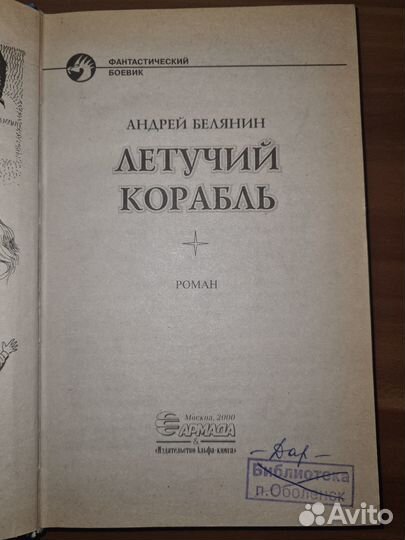 ФАНТАСТИЧЕСКИЙ
БОЕВИК
АНДРЕЙ БЕЛЯНИН
ЛЕТУЧИЙ
КОРАБЛЬ
РОМАН
Москва, 2000
АРМАДА
&
«Издательство Альфа-книга»
– Дар –
Библиотека
п.Оболенск
Avito